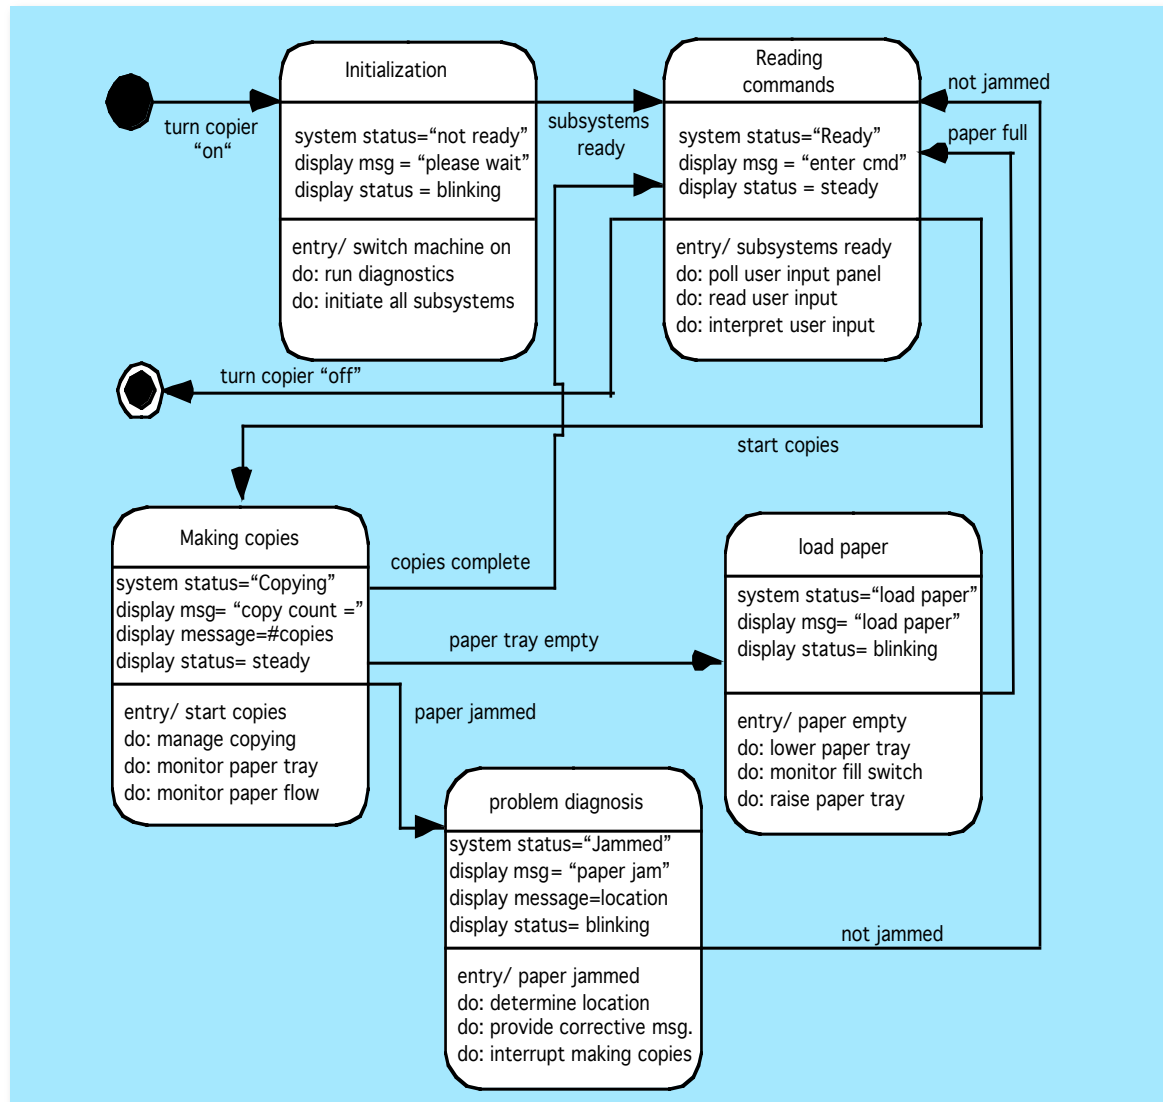 Initialization
system status=“not ready”
display msg = “please wait”
display status = blinking
entry/ switch machine on
do: run diagnostics
do: initiate all subsystems
turn copier
“on“
subsystems
ready
Reading
commands
system status=“Ready”
display msg = “enter cmd”
display status = steady
entry/ subsystems ready
do: poll user input panel
do: read user input
do: interpret user input
not jammed
paper full
turn copier “off”
start copies
Making copies
system status=“Copying”
display msg= “copy count =”
display message=#copies
display status= steady
entry/ start copies
do: manage copying
do: monitor paper tray
do: monitor paper flow
copies complete
paper tray empty
paper jammed
load paper
system status=“load paper”
display msg= “load paper”
display status= blinking
entry/ paper empty
do: lower paper tray
do: monitor fill switch
do: raise paper tray
problem diagnosis
system status=“Jammed”
display msg= “paper jam”
display message=location
display status= blinking
entry/ paper jammed
do: determine location
do: provide corrective msg.
do: interrupt making copies
not jammed